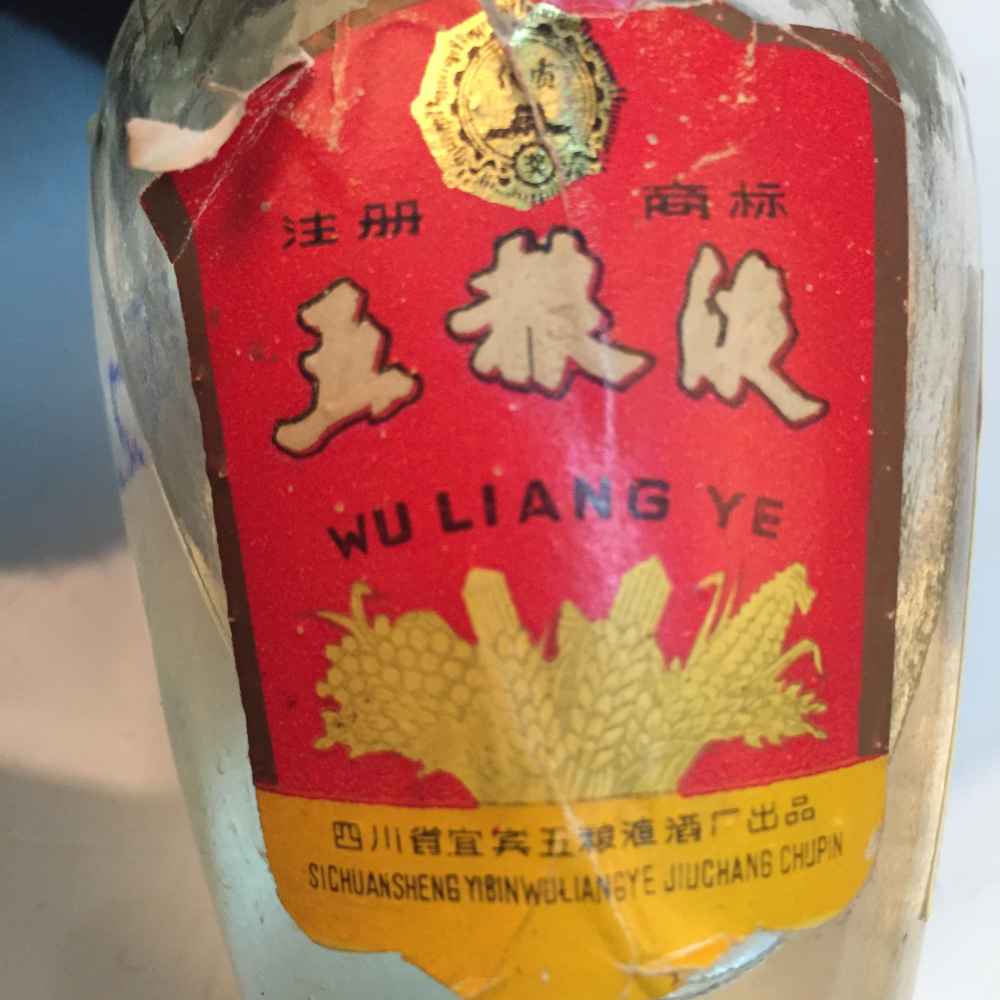 注册 商标
五粮液
WU LIANG YE
四川省宜宾五粮液酒厂出品
SICHUANSHENG YIBINWULIANGYE JIUCHANG CHUPIN